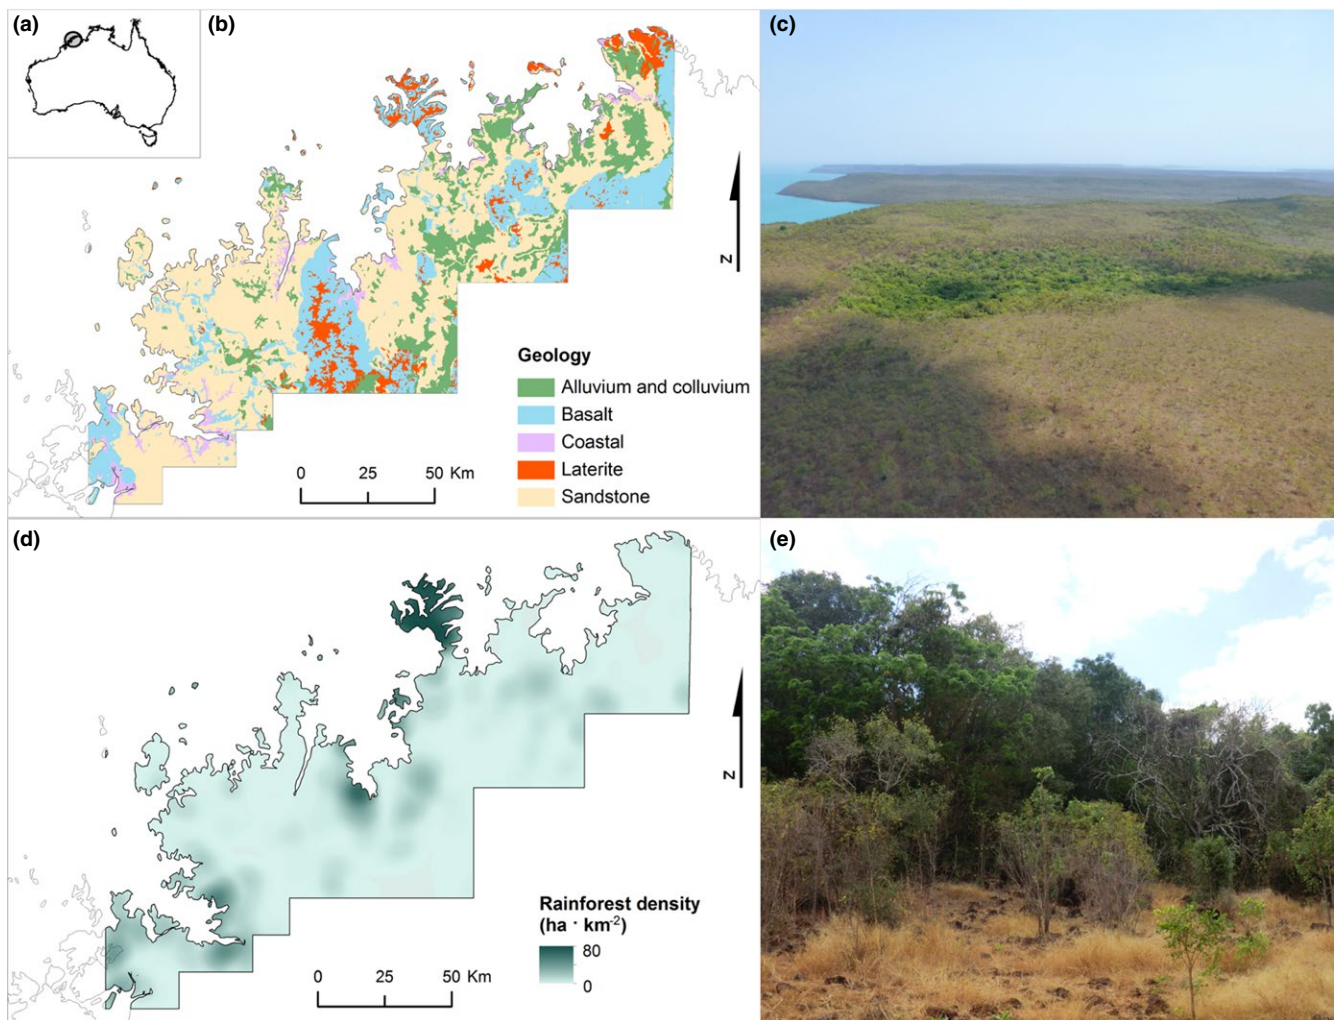 (a)
(b)
(c)
N
Geology
Alluvium and colluvium
Basalt
Coastal
Laterite
Sandstone
0 25 50 Km
(d)
(e)
N
Rainforest density
(ha · km⁻²)
80
0
0 25 50 Km